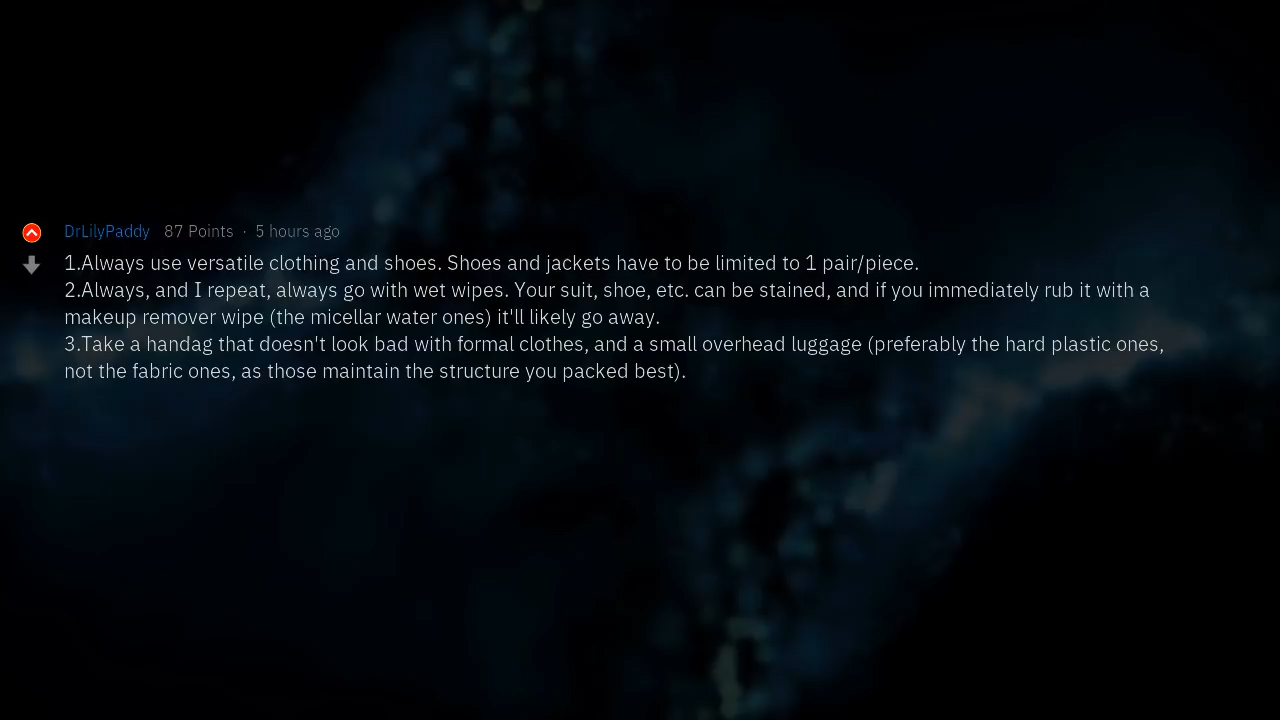 DrLilyPaddy 87 Points · 5 hours ago
1.Always use versatile clothing and shoes. Shoes and jackets have to be limited to 1 pair/piece.
2.Always, and I repeat, always go with wet wipes. Your suit, shoe, etc. can be stained, and if you immediately rub it with a
makeup remover wipe (the micellar water ones) it'll likely go away.
3.Take a handag that doesn't look bad with formal clothes, and a small overhead luggage (preferably the hard plastic ones,
not the fabric ones, as those maintain the structure you packed best).